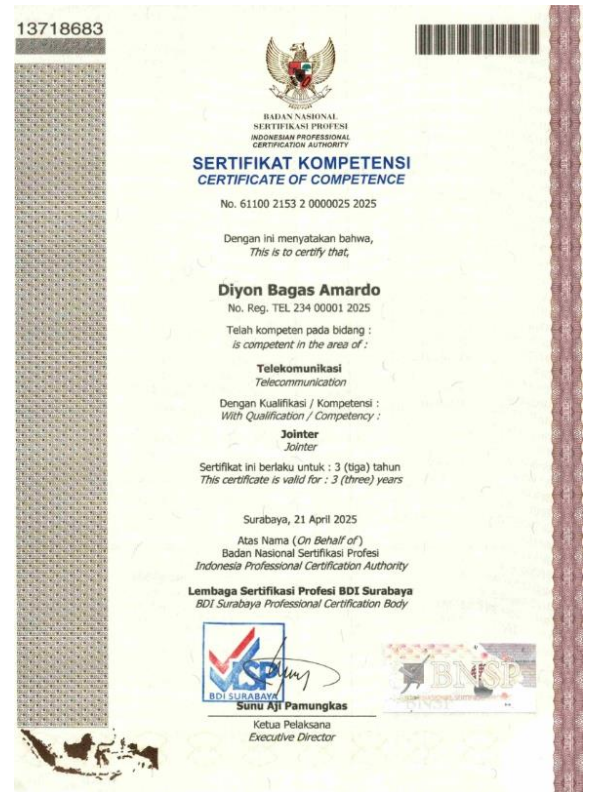 13718683
BADAN NASIONAL
SERTIFIKASI PROFESI
INDONESIAN PROFESSIONAL
CERTIFICATION AUTHORITY
SERTIFIKAT KOMPETENSI
CERTIFICATE OF COMPETENCE
No. 61100 2153 2 0000025 2025
Dengan ini menyatakan bahwa,
This is to certify that,
Diyon Bagas Amardo
No. Reg. TEL 234 00001 2025
Telah kompeten pada bidang :
is competent in the area of :
Telekomunikasi
Telecommunication
Dengan Kualifikasi / Kompetensi :
With Qualification / Competency :
Jointer
Jointer
Sertifikat ini berlaku untuk : 3 (tiga) tahun
This certificate is valid for : 3 (three) years
Surabaya, 21 April 2025
Atas Nama (On Behalf of)
Badan Nasional Sertifikasi Profesi
Indonesia Professional Certification Authority
Lembaga Sertifikasi Profesi BDI Surabaya
BDI Surabaya Professional Certification Body
LSP
BDI SURABAYA
BNSP
BNSP
Sunu Aji Pamungkas
Ketua Pelaksana
Executive Director